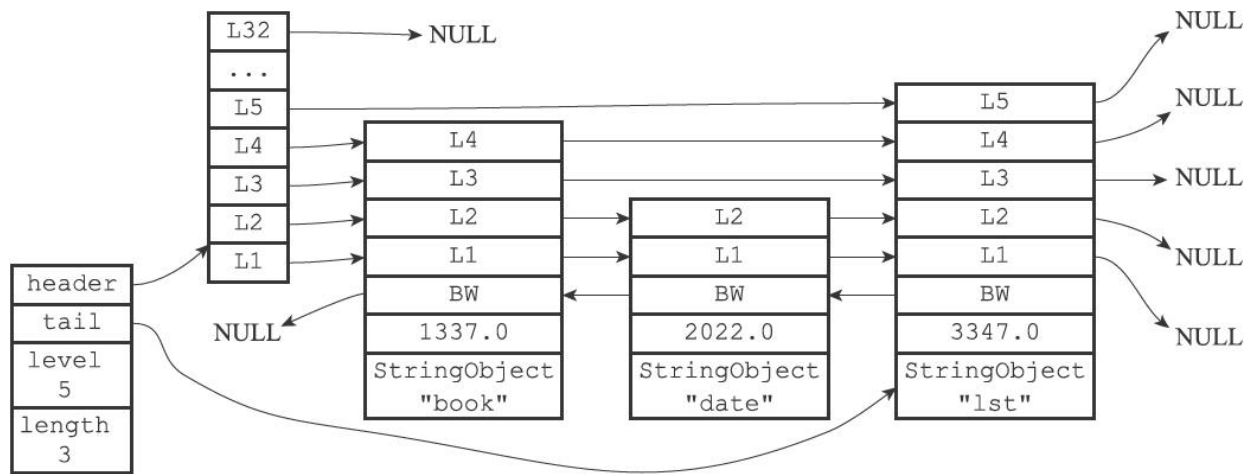 L32
NULL
...
L5
L4
L3
L2
L1
header
tail
level
5
length
3
NULL
L4
L3
L2
L1
BW
1337.0
StringObject
"book"
L2
L1
BW
2022.0
StringObject
"date"
L5
L4
L3
L2
L1
BW
3347.0
StringObject
"lst"
NULL
NULL
NULL
NULL
NULL